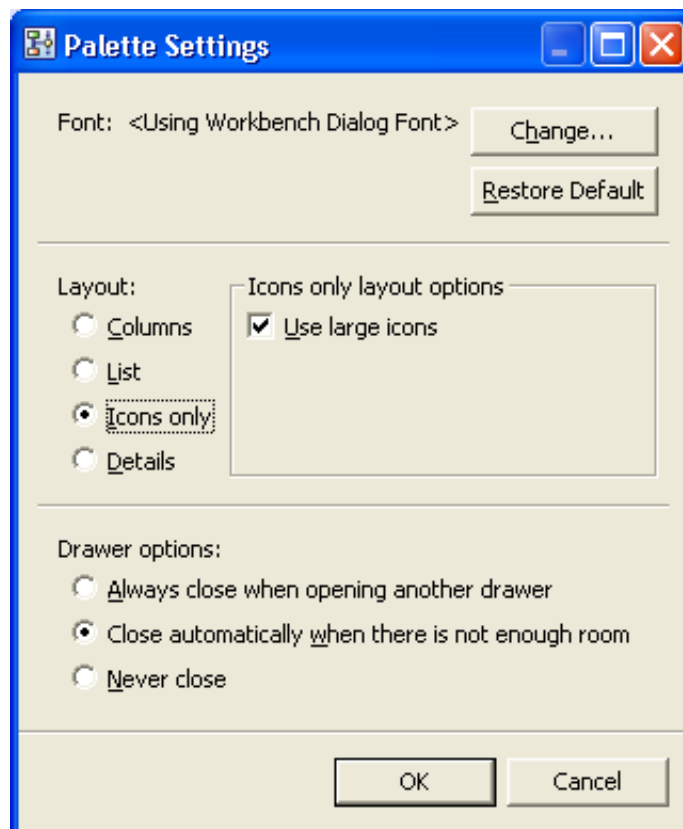 Palette Settings
Font: <Using Workbench Dialog Font>
Change...
Restore Default
Layout:
Columns
List
Icons only
Details
Icons only layout options
Use large icons
Drawer options:
Always close when opening another drawer
Close automatically when there is not enough room
Never close
OK
Cancel